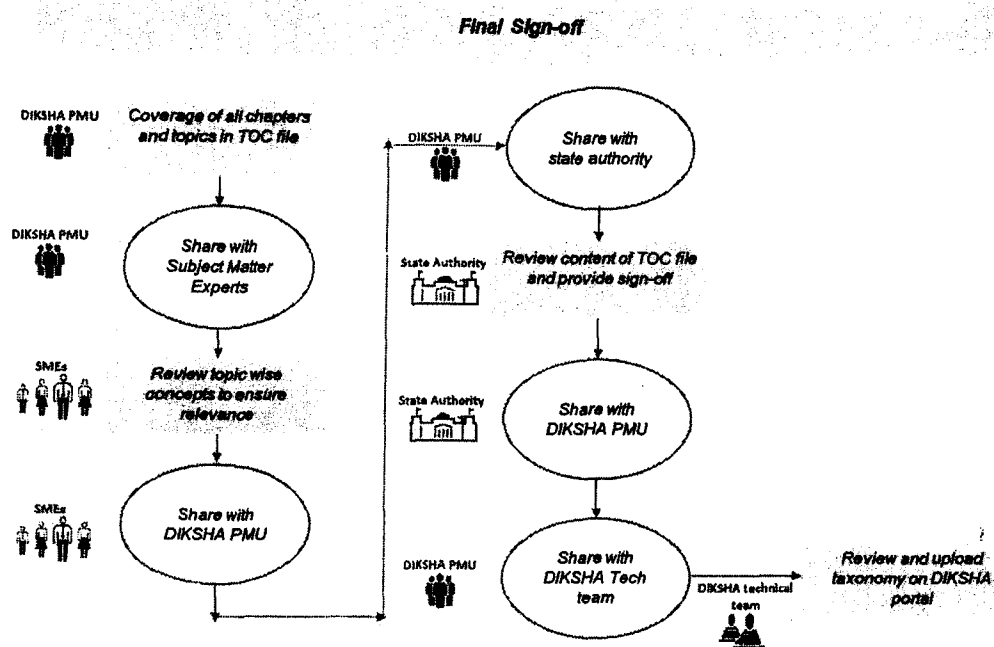 Final Sign-off
DIKSHA PMU
Coverage of all chapters
and topics in TOC file
DIKSHA PMU
Share with
Subject Matter
Experts
SMEs
Review topic wise
concepts to ensure
relevance
SMEs
Share with
DIKSHA PMU
DIKSHA PMU
Share with
state authority
State Authority
Review content of TOC file
and provide sign-off
State Authority
Share with
DIKSHA PMU
DIKSHA PMU
Share with
DIKSHA Tech
team
DIKSHA technical
team
Review and upload
taxonomy on DIKSHA
portal